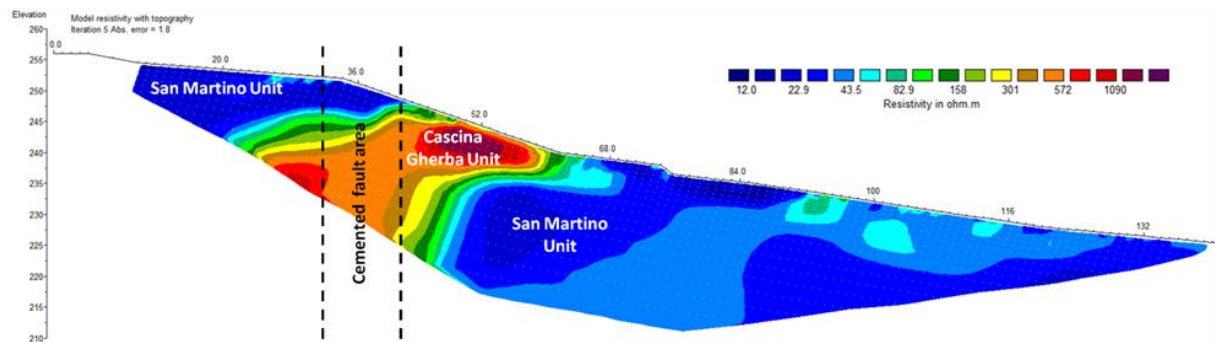 Elevation
Model resistivity with topography
Iteration 5 Abs. error = 1.8
260
265
255
250
245
240
235
230
225
220
215
210
0.0
20.0
36.0
52.0
68.0
84.0
100
116
132
San Martino Unit
Cemented fault area
Cascina
Gherba Unit
San Martino
Unit
12.0 22.9 43.5 82.9 158 301 572 1090
Resistivity in ohm.m